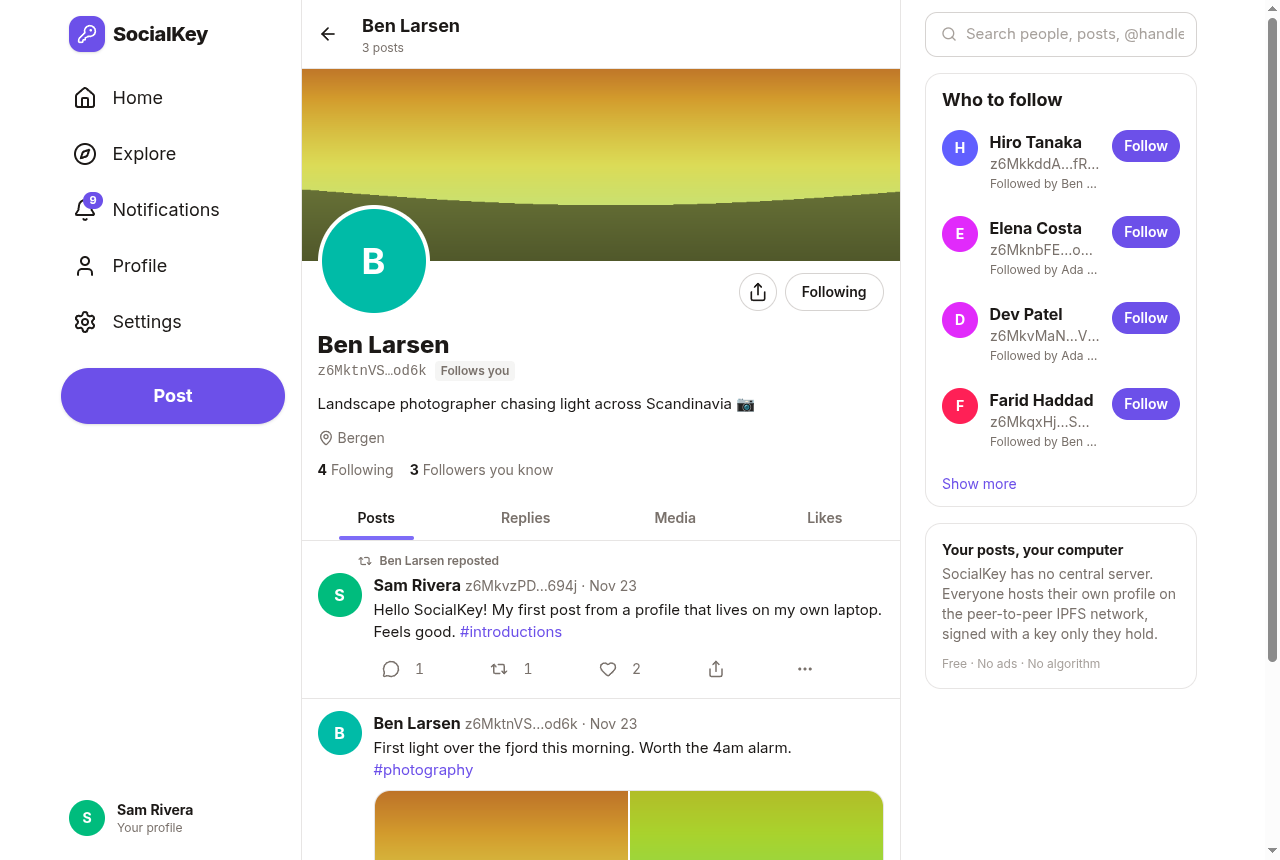 SocialKey
Home
Explore
9
Notifications
Profile
Settings
Post
S
Sam Rivera
Your profile
Ben Larsen
3 posts
B
Following
Ben Larsen
z6MktnVS…od6k Follows you
Landscape photographer chasing light across Scandinavia 📷
Bergen
4 Following 3 Followers you know
Posts Replies Media Likes
Ben Larsen reposted
S
Sam Rivera z6MkvzPD…694j · Nov 23
Hello SocialKey! My first post from a profile that lives on my own laptop.
Feels good. #introductions
1 1 2
B
Ben Larsen z6MktnVS…od6k · Nov 23
First light over the fjord this morning. Worth the 4am alarm.
#photography
Search people, posts, @handle
Who to follow
H
Hiro Tanaka
z6MkkddA…fR…
Followed by Ben …
Follow
E
Elena Costa
z6MknbFE…o…
Followed by Ada …
Follow
D
Dev Patel
z6MkvMaN…V…
Followed by Ada …
Follow
F
Farid Haddad
z6MkqxHj…S…
Followed by Ben …
Follow
Show more
Your posts, your computer
SocialKey has no central server.
Everyone hosts their own profile on
the peer-to-peer IPFS network,
signed with a key only they hold.
Free · No ads · No algorithm